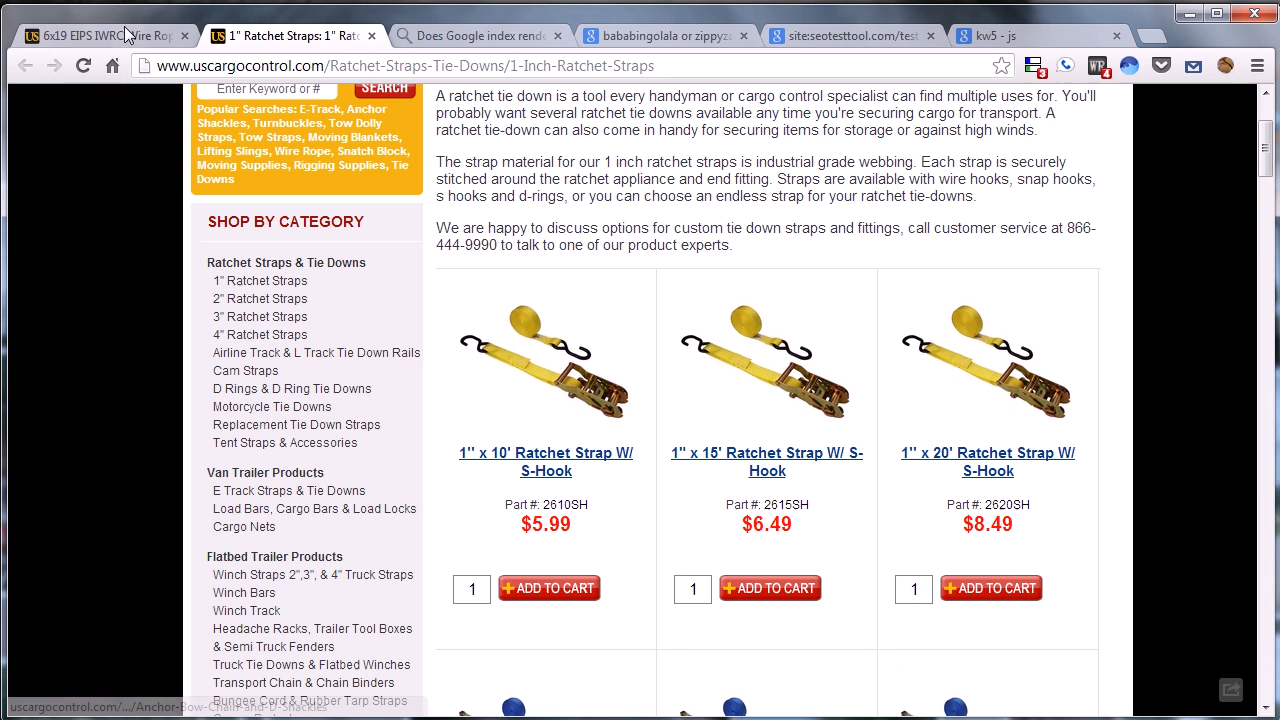 6x19 EIPS IWRC Wire Rop
1" Ratchet Straps: 1" Rat
Does Google index rende
bababingolala or zippyza
site:seotesttool.com/test
kw5 - js
www.uscargocontrol.com/Ratchet-Straps-Tie-Downs/1-Inch-Ratchet-Straps
3
WR
4
Enter Keyword or #
SEARCH
Popular Searches: E-Track, Anchor
Shackles, Turnbuckles, Tow Dolly
Straps, Tow Straps, Moving Blankets,
Lifting Slings, Wire Rope, Snatch Block,
Moving Supplies, Rigging Supplies, Tie
Downs
SHOP BY CATEGORY
Ratchet Straps & Tie Downs
1" Ratchet Straps
2" Ratchet Straps
3" Ratchet Straps
4" Ratchet Straps
Airline Track & L Track Tie Down Rails
Cam Straps
D Rings & D Ring Tie Downs
Motorcycle Tie Downs
Replacement Tie Down Straps
Tent Straps & Accessories
Van Trailer Products
E Track Straps & Tie Downs
Load Bars, Cargo Bars & Load Locks
Cargo Nets
Flatbed Trailer Products
Winch Straps 2",3", & 4" Truck Straps
Winch Bars
Winch Track
Headache Racks, Trailer Tool Boxes
& Semi Truck Fenders
Truck Tie Downs & Flatbed Winches
Transport Chain & Chain Binders
Bungee Cord & Rubber Tarp Straps
uscargocontrol.com/.../Anchor-Bow-Chain-and-D-Shackles
A ratchet tie down is a tool every handyman or cargo control specialist can find multiple uses for. You'll
probably want several ratchet tie downs available any time you're securing cargo for transport. A
ratchet tie-down can also come in handy for securing items for storage or against high winds.
The strap material for our 1 inch ratchet straps is industrial grade webbing. Each strap is securely
stitched around the ratchet appliance and end fitting. Straps are available with wire hooks, snap hooks,
s hooks and d-rings, or you can choose an endless strap for your ratchet tie-downs.
We are happy to discuss options for custom tie down straps and fittings, call customer service at 866-
444-9990 to talk to one of our product experts.
1'' x 10' Ratchet Strap W/
S-Hook
Part #: 2610SH
$5.99
1
ADD TO CART
1'' x 15' Ratchet Strap W/ S-
Hook
Part #: 2615SH
$6.49
1
ADD TO CART
1'' x 20' Ratchet Strap W/
S-Hook
Part #: 2620SH
$8.49
1
ADD TO CART